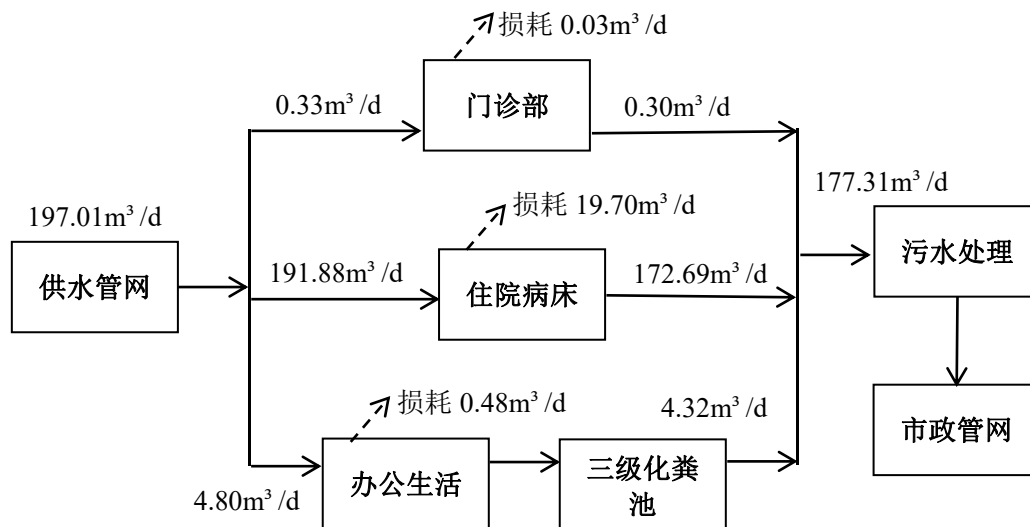 损耗 0.03m³/d
0.33m³/d
门诊部
0.30m³/d
177.31m³/d
197.01m³/d
损耗 19.70m³/d
供水管网
191.88m³/d
住院病床
172.69m³/d
污水处理
损耗 0.48m³/d
4.32m³/d
市政管网
4.80m³/d
办公生活
三级化粪
池